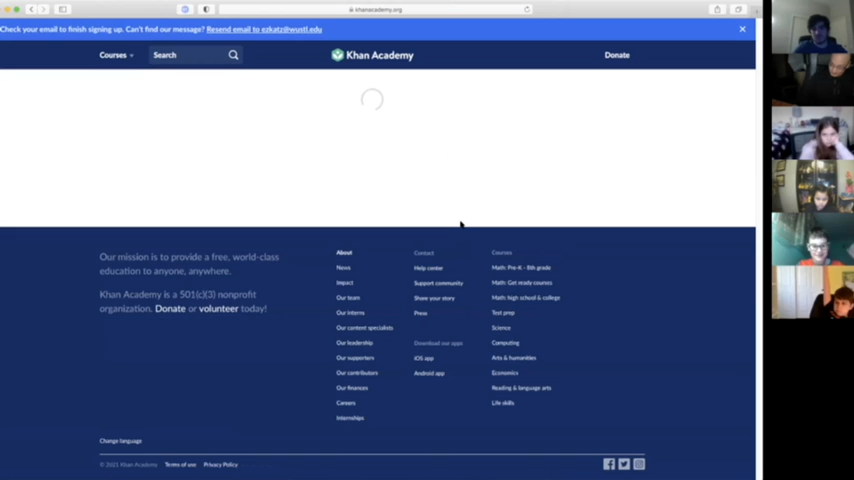 khanacademy.org
Check your email to finish signing up. Can't find our message? Resend email to ezkatz@wustl.edu
Courses
Search
Khan Academy
Donate
Our mission is to provide a free, world-class
education to anyone, anywhere.
Khan Academy is a 501(c)(3) nonprofit
organization. Donate or volunteer today!
About
News
Impact
Our team
Our interns
Our content specialists
Our leadership
Our supporters
Our contributors
Our finances
Careers
Internships
Contact
Help center
Support community
Share your story
Press
Download our apps
iOS app
Android app
Courses
Math: Pre-K - 8th grade
Math: Get ready courses
Math: high school & college
Test prep
Science
Computing
Arts & humanities
Economics
Reading & language arts
Life skills
Change language
© 2021 Khan Academy
Terms of use
Privacy Policy